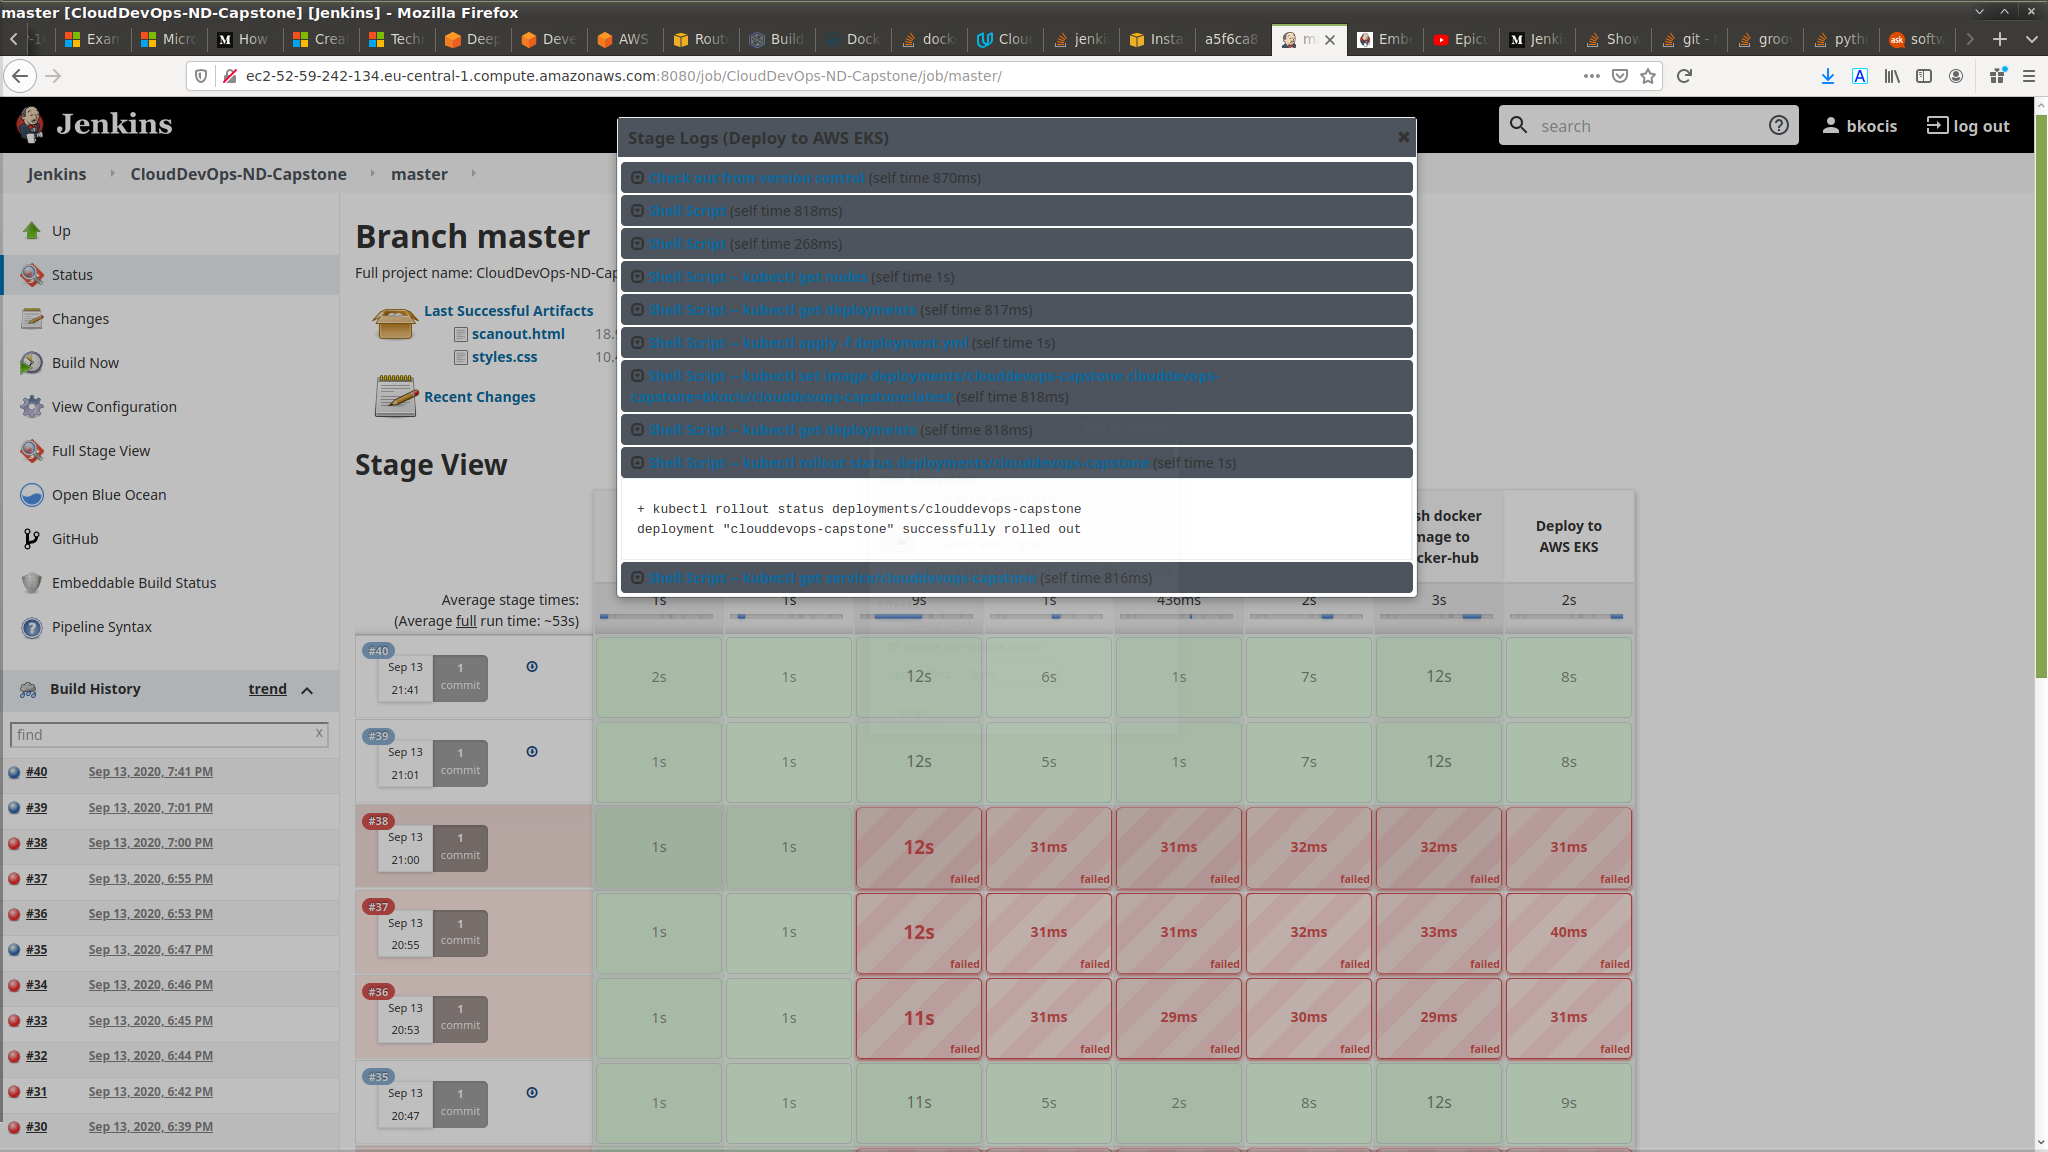 master [CloudDevOps-ND-Capstone] [Jenkins] - Mozilla Firefox
Exam
Micro
How
Creat
Tech
Deep
Deve
AWS
Rout
Build
Dock
dock
Cloud
jenki
Insta
a5f6ca8
m
Emb
Epic
Jenki
Show
git -
groo
pyth
softw
ec2-52-59-242-134.eu-central-1.compute.amazonaws.com:8080/job/CloudDevOps-ND-Capstone/job/master/
Jenkins
search
bkocis
log out
Jenkins
CloudDevOps-ND-Capstone
master
Up
Status
Changes
Build Now
View Configuration
Full Stage View
Open Blue Ocean
GitHub
Embeddable Build Status
Pipeline Syntax
Build History
trend
find
X
#40 Sep 13, 2020, 7:41 PM
#39 Sep 13, 2020, 7:01 PM
#38 Sep 13, 2020, 7:00 PM
#37 Sep 13, 2020, 6:55 PM
#36 Sep 13, 2020, 6:53 PM
#35 Sep 13, 2020, 6:47 PM
#34 Sep 13, 2020, 6:46 PM
#33 Sep 13, 2020, 6:45 PM
#32 Sep 13, 2020, 6:44 PM
#31 Sep 13, 2020, 6:42 PM
#30 Sep 13, 2020, 6:39 PM
Branch master
Full project name: CloudDevOps-ND-Cap
Last Successful Artifacts
scanout.html 18.
styles.css 10.
Recent Changes
Stage View
Stage Logs (Deploy to AWS EKS)
Check out from version control (self time 870ms)
Shell Script (self time 818ms)
Shell Script (self time 268ms)
Shell Script -- kubectl get nodes (self time 1s)
Shell Script -- kubectl get deployments (self time 817ms)
Shell Script -- kubectl apply -f deployment.yml (self time 1s)
Shell Script -- kubectl set image deployments/clouddevops-capstone clouddevops-
capstone=bkocis/clouddevops-capstone:latest (self time 818ms)
Shell Script -- kubectl get deployments (self time 818ms)
Shell Script -- kubectl rollout status deployments/clouddevops-capstone (self time 1s)
+ kubectl rollout status deployments/clouddevops-capstone
deployment "clouddevops-capstone" successfully rolled out
Shell Script -- kubectl get service/clouddevops-capstone (self time 816ms)
sh docker
mage to
cker-hub
Deploy to
AWS EKS
Average stage times:
(Average full run time: ~53s)
1s 1s 9s 1s 436ms 2s 3s 2s
#40
Sep 13
21:41
1
commit
2s 1s 12s 6s 1s 7s 12s 8s
#39
Sep 13
21:01
1
commit
1s 1s 12s 5s 1s 7s 12s 8s
#38
Sep 13
21:00
1
commit
1s 1s 12s 31ms 31ms 32ms 32ms 31ms
failed failed failed failed failed failed
#37
Sep 13
20:55
1
commit
1s 1s 12s 31ms 31ms 32ms 33ms 40ms
failed failed failed failed failed failed
#36
Sep 13
20:53
1
commit
1s 1s 11s 31ms 29ms 30ms 29ms 31ms
failed failed failed failed failed failed
#35
Sep 13
20:47
1
commit
1s 1s 11s 5s 2s 8s 12s 9s